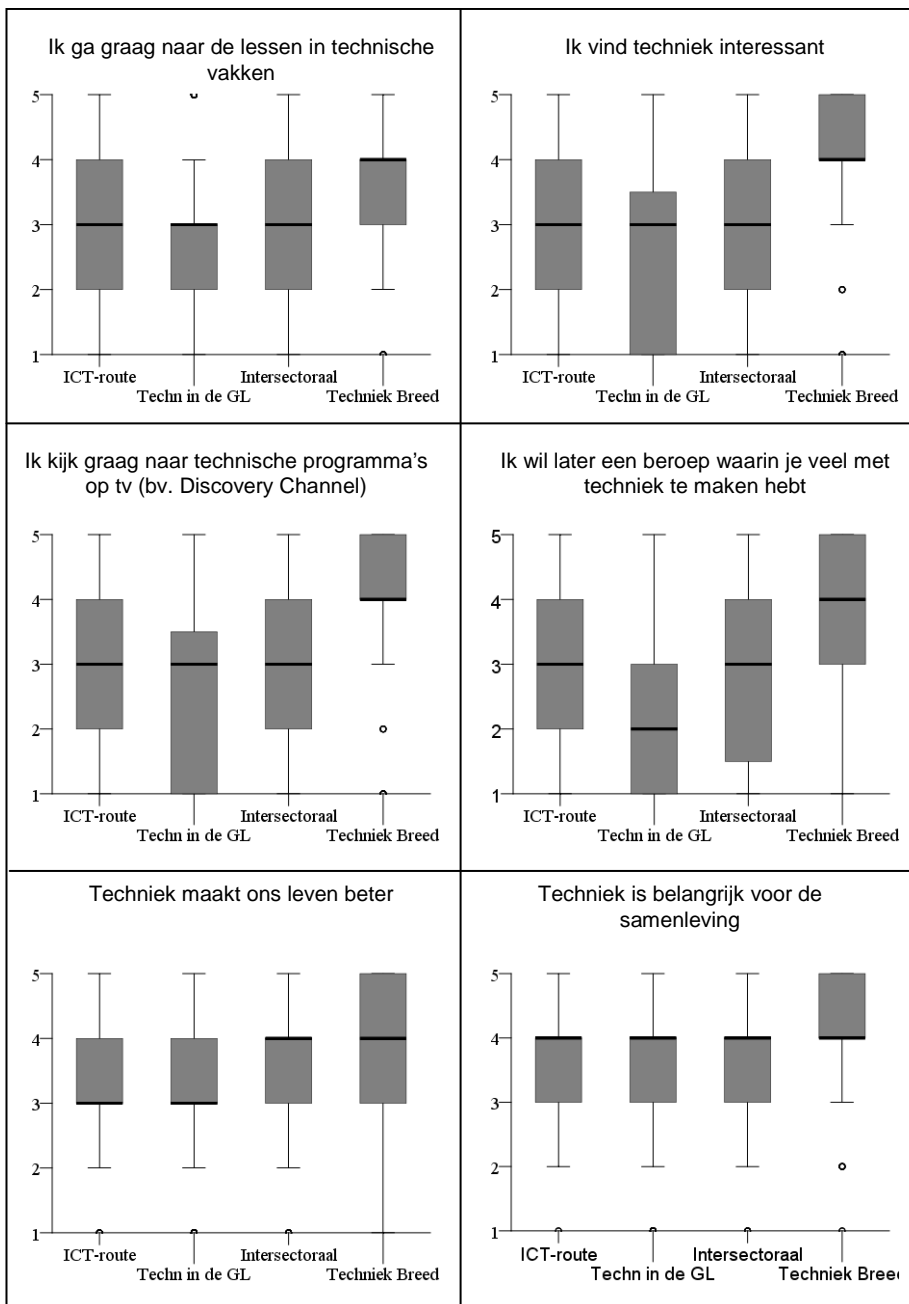 Ik ga graag naar de lessen in technische
vakken
5
4
3
2
1
ICT-route
Techn in de GL
Intersectoraal
Techniek Breed
Ik vind techniek interessant
5
4
3
2
1
ICT-route
Techn in de GL
Intersectoraal
Techniek Breed
Ik kijk graag naar technische programma's
op tv (bv. Discovery Channel)
5
4
3
2
1
ICT-route
Techn in de GL
Intersectoraal
Techniek Breed
Ik wil later een beroep waarin je veel met
techniek te maken hebt
5
4
3
2
1
ICT-route
Techn in de GL
Intersectoraal
Techniek Breed
Techniek maakt ons leven beter
5
4
3
2
1
ICT-route
Techn in de GL
Intersectoraal
Techniek Breed
Techniek is belangrijk voor de
samenleving
5
4
3
2
1
ICT-route
Techn in de GL
Intersectoraal
Techniek Breed